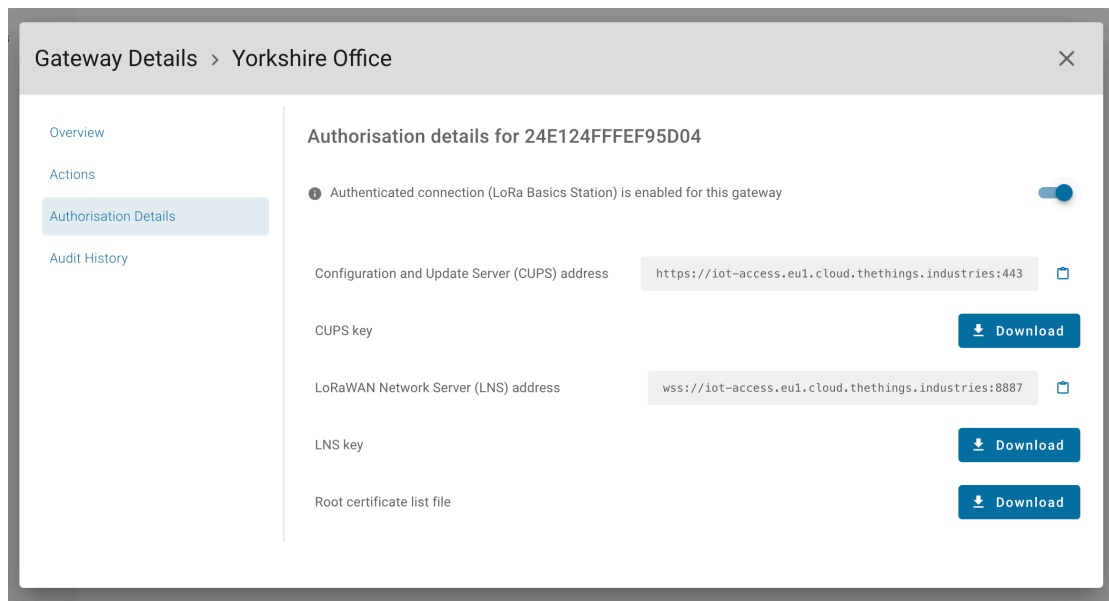 Gateway Details > Yorkshire Office
Overview
Actions
Authorisation Details
Audit History
Authorisation details for 24E124FFFEF95D04
Authenticated connection (LoRa Basics Station) is enabled for this gateway
Configuration and Update Server (CUPS) address https://iot-access.eu1.cloud.thethings.industries:443
CUPS key Download
LoRaWAN Network Server (LNS) address wss://iot-access.eu1.cloud.thethings.industries:8887
LNS key Download
Root certificate list file Download